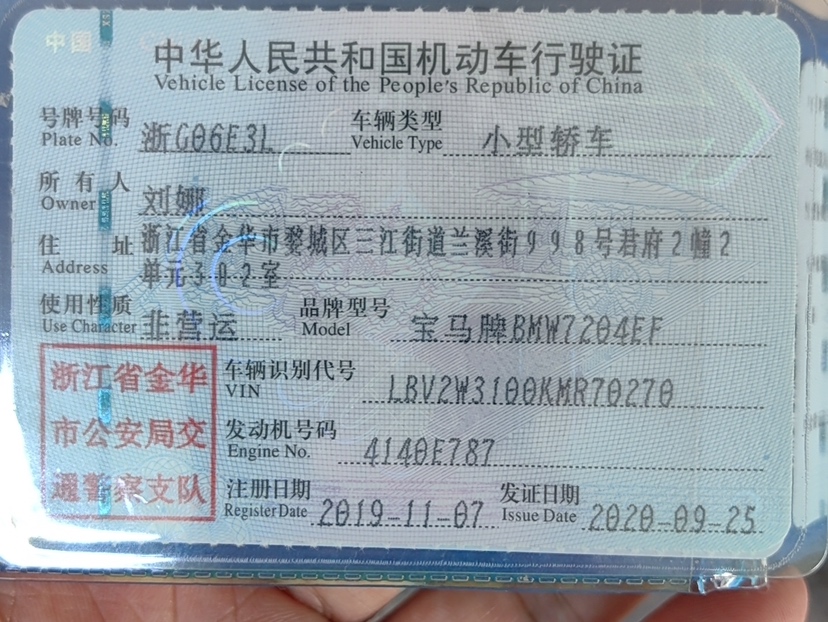 中国
中华人民共和国机动车行驶证
Vehicle License of the People's Republic of China
号牌号码 浙G06E3L 车辆类型 小型轿车
Plate No. Vehicle Type
所有人 刘娜
Owner
住址 浙江省金华市婺城区三江街道兰溪街998号君府2幢2
Address 单元302室
使用性质 非营运 品牌型号 宝马牌BMW7204EF
Use Character Model
浙江省金华
市公安局交
通警察支队
车辆识别代号 LBV2W3100KMR70270
VIN
发动机号码 4140E787
Engine No.
注册日期 2019-11-07 发证日期 2020-09-25
Register Date Issue Date